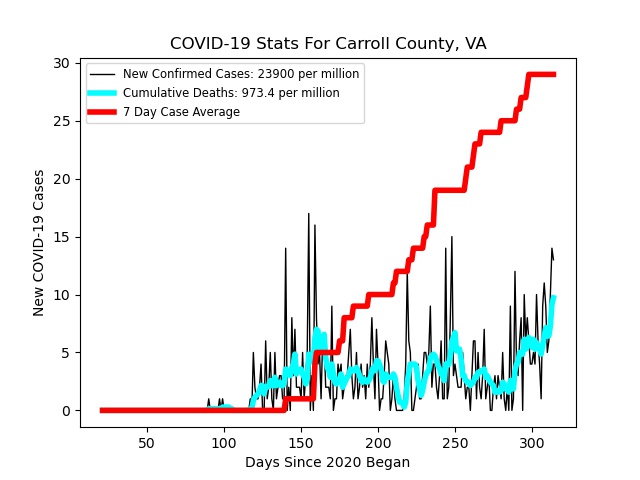 COVID-19 Stats For Carroll County, VA
New Confirmed Cases: 23900 per million
Cumulative Deaths: 973.4 per million
7 Day Case Average
30
25
20
15
10
5
0
New COVID-19 Cases
50 100 150 200 250 300
Days Since 2020 Began